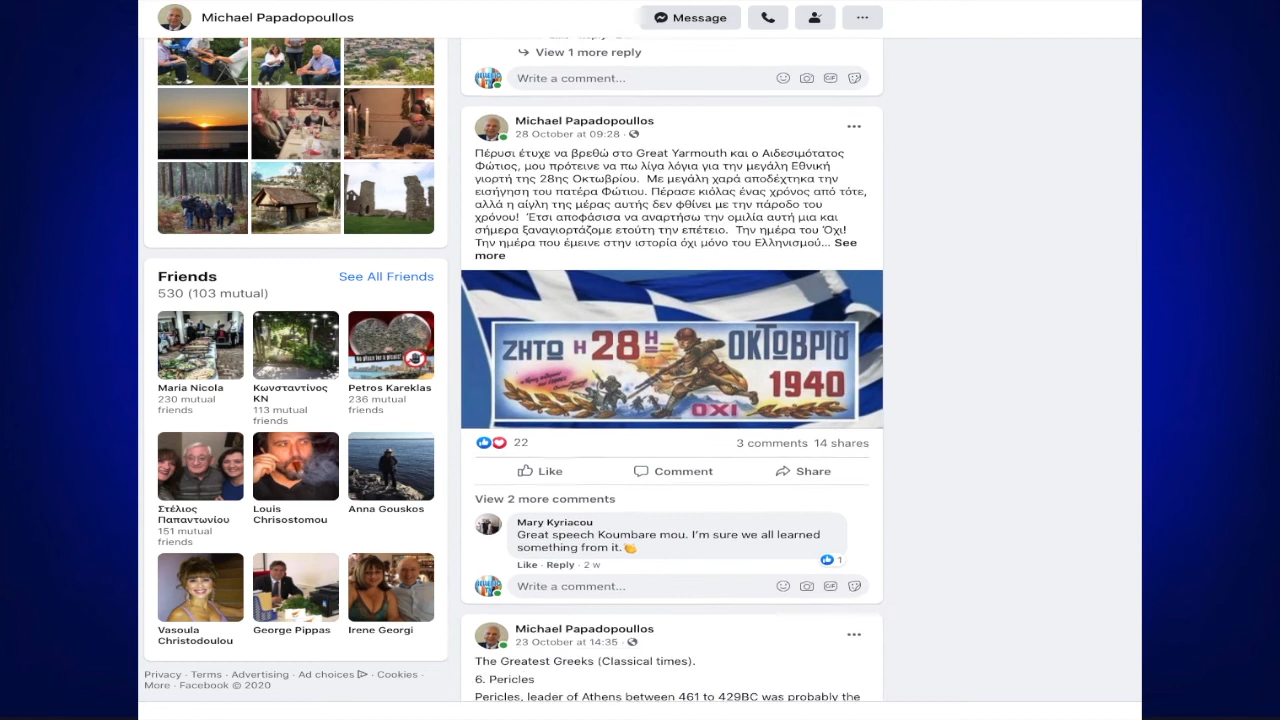 Michael Papadopoullos
Message
View 1 more reply
Write a comment...
GIF
Friends
See All Friends
530 (103 mutual)
No place for a picnic!
Maria Nicola
230 mutual
friends
Κωνσταντίνος
KN
113 mutual
friends
Petros Kareklas
236 mutual
friends
Στέλιος
Παπαντωνίου
151 mutual
friends
Louis
Chrisostomou
Anna Gouskos
Vasoula
Christodoulou
George Pippas
Irene Georgi
Privacy · Terms · Advertising · Ad choices · Cookies ·
More · Facebook © 2020
Michael Papadopoullos
28 October at 09:28 ·
Πέρυσι έτυχε να βρεθώ στο Great Yarmouth και ο Αιδεσιμότατος
Φώτιος, μου πρότεινε να πω λίγα λόγια για την μεγάλη Εθνική
γιορτή της 28ης Οκτωβρίου. Με μεγάλη χαρά αποδέχτηκα την
εισήγηση του πατέρα Φώτιου. Πέρασε κιόλας ένας χρόνος από τότε,
αλλά η αίγλη της μέρας αυτής δεν φθίνει με την πάροδο του
χρόνου! Έτσι αποφάσισα να αναρτήσω την ομιλία αυτή μια και
σήμερα ξαναγιορτάζομε ετούτη την επέτειο. Την ημέρα του Όχι!
Την ημέρα που έμεινε στην ιστορία όχι μόνο του Ελληνισμού... See
more
ΖΗΤΩ Η 28Η ΟΚΤΩΒΡΙΟΥ
1940
ΟΧΙ
22
3 comments 14 shares
Like
Comment
Share
View 2 more comments
Mary Kyriacou
Great speech Koumbare mou. I'm sure we all learned
something from it.👏
1
Like · Reply · 2 w
Write a comment...
GIF
Michael Papadopoullos
23 October at 14:35 ·
The Greatest Greeks (Classical times).
6. Pericles
Pericles, leader of Athens between 461 to 429BC was probably the